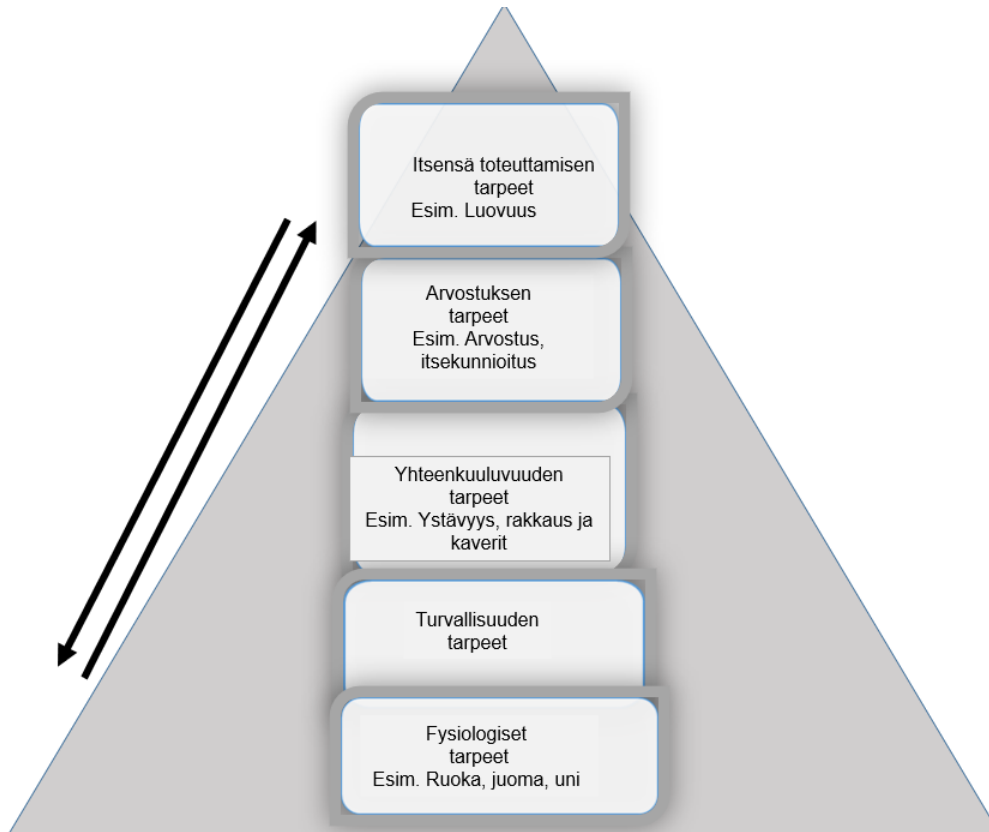 Itsensä toteuttamisen
tarpeet
Esim. Luovuus
Arvostuksen
tarpeet
Esim. Arvostus,
itsekunnioitus
Yhteenkuuluvuuden
tarpeet
Esim. Ystävyys, rakkaus ja
kaverit
Turvallisuuden
tarpeet
Fysiologiset
tarpeet
Esim. Ruoka, juoma, uni